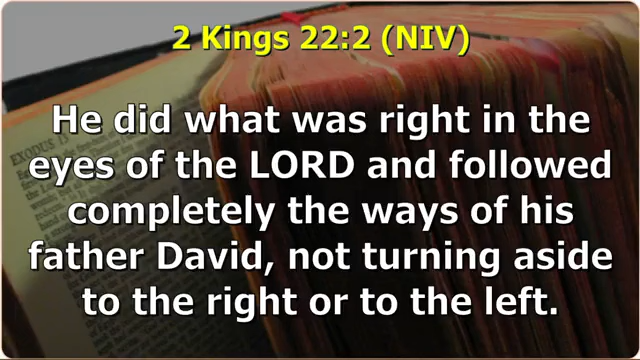 2 Kings 22:2 (NIV)
He did what was right in the
eyes of the LORD and followed
completely the ways of his
father David, not turning aside
to the right or to the left.
EXODUS